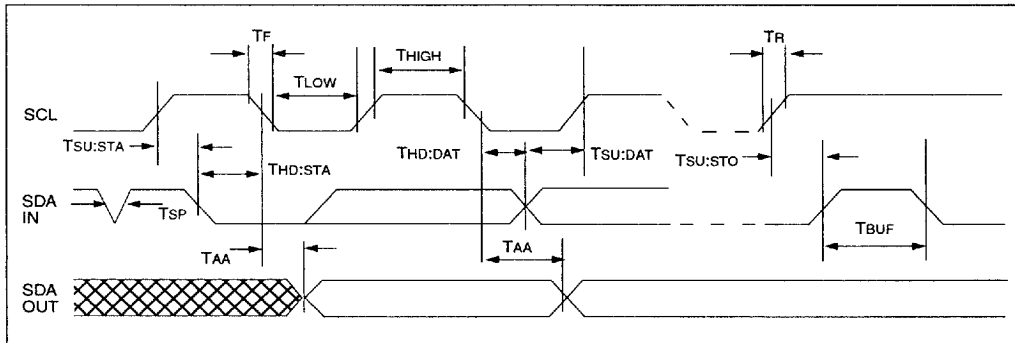 TF
TR
THIGH
TLOW
SCL
TSU:STA
THD:STA
THD:DAT
TSU:DAT
TSU:STO
SDA
IN
TSP
TBUF
TAA
TAA
SDA
OUT